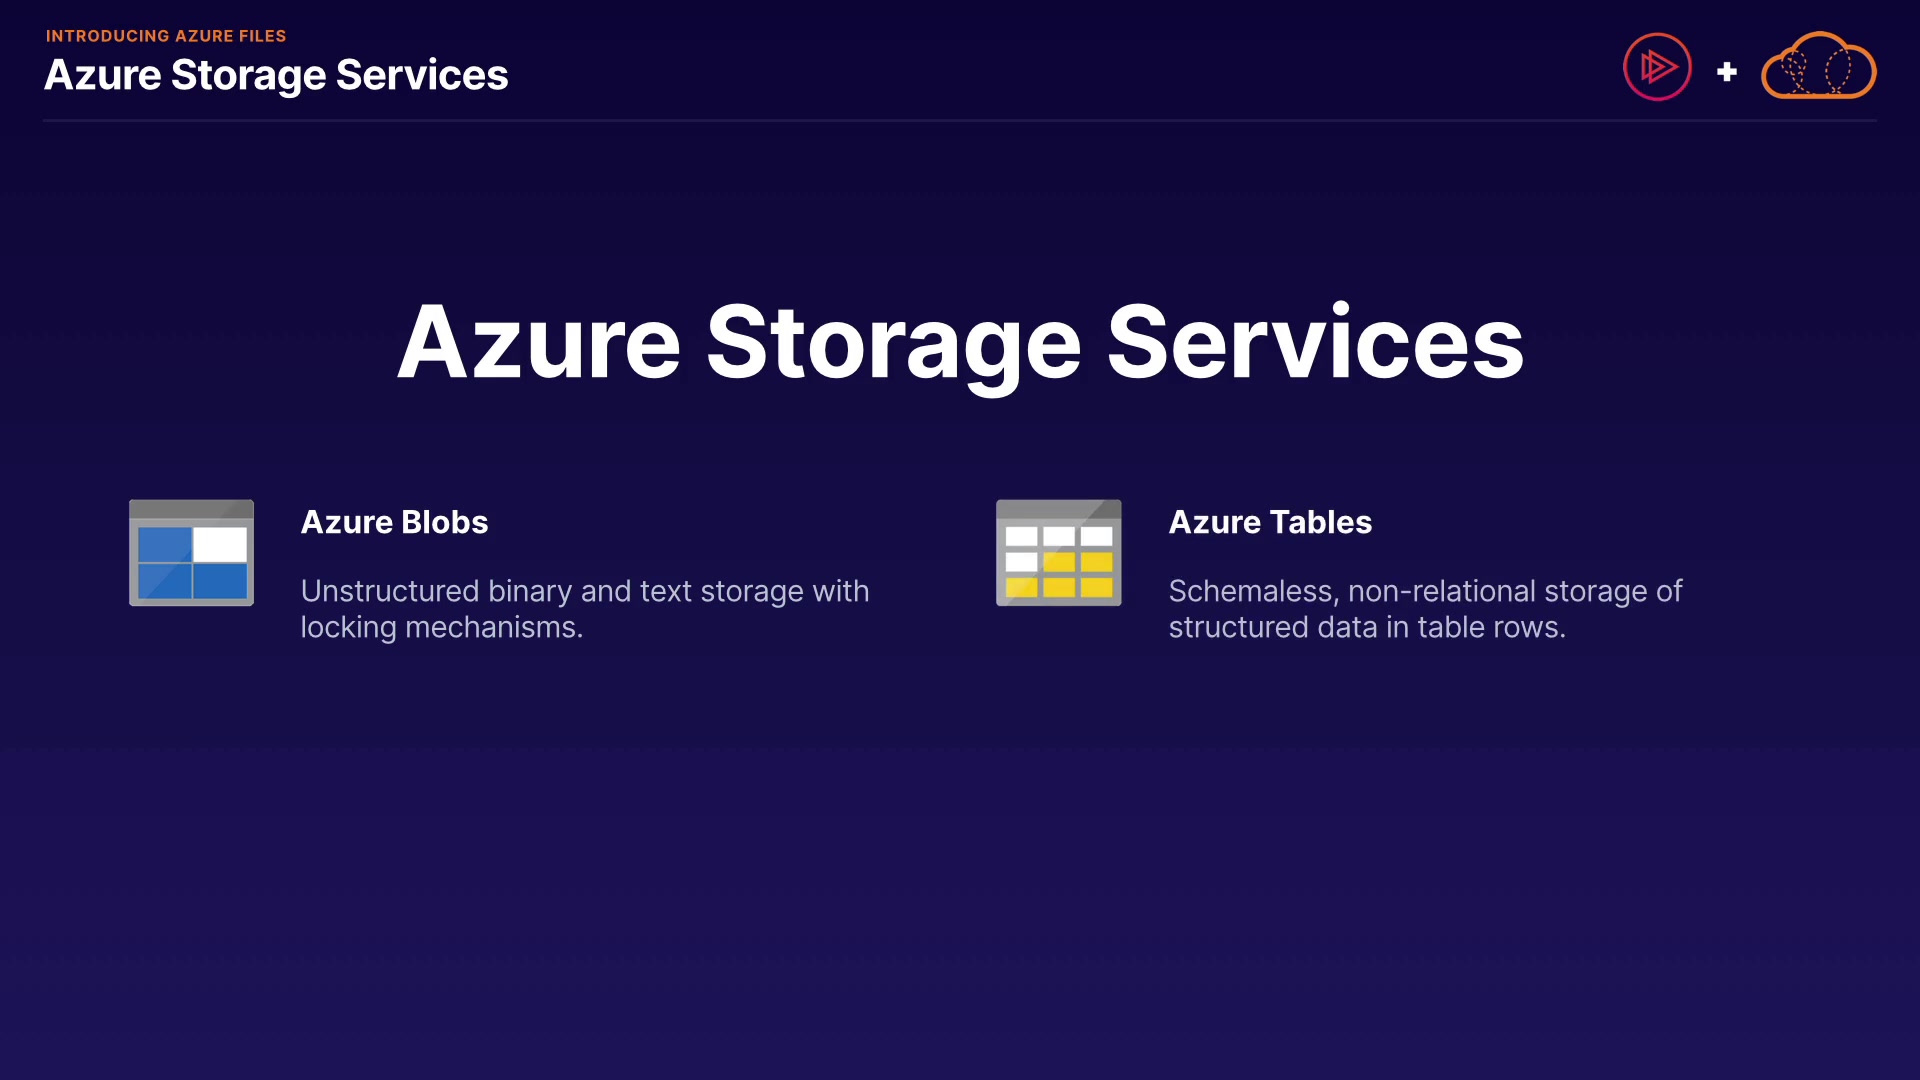 INTRODUCING AZURE FILES
Azure Storage Services
+
Azure Storage Services
Azure Blobs
Unstructured binary and text storage with
locking mechanisms.
Azure Tables
Schemaless, non-relational storage of
structured data in table rows.